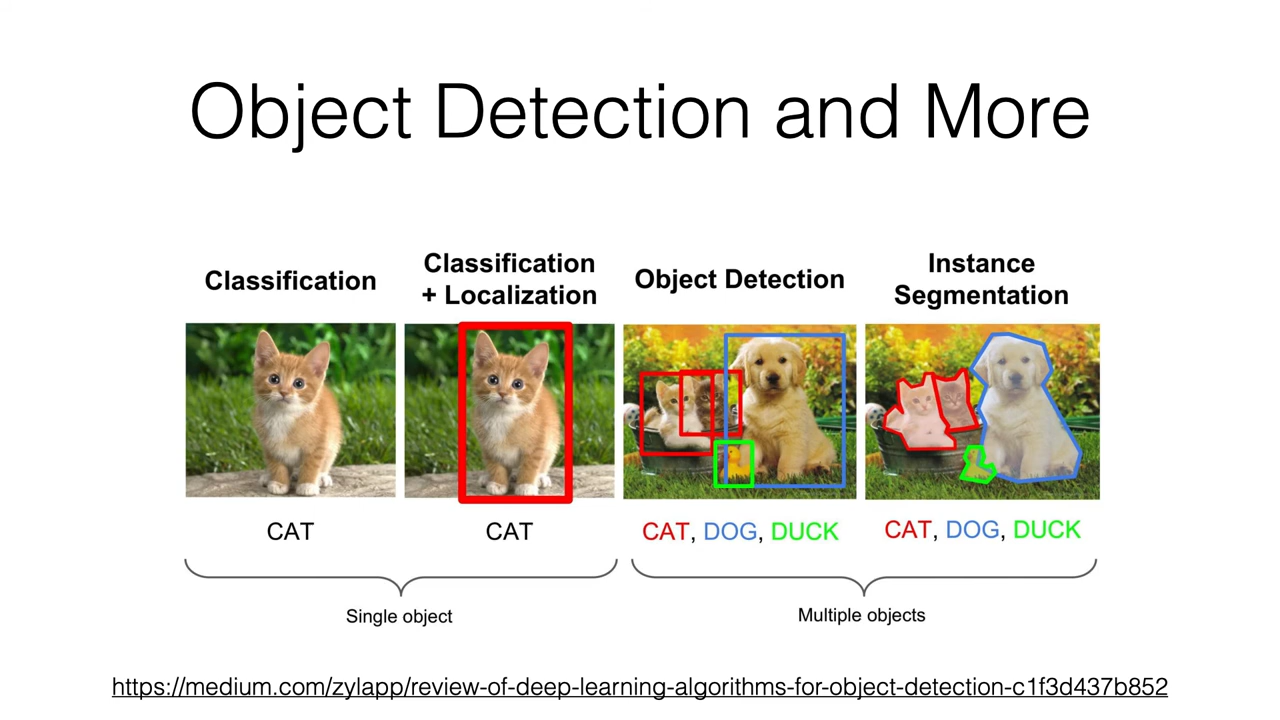 Object Detection and More
Classification
Classification
+ Localization
Object Detection
Instance
Segmentation
CAT
CAT
CAT, DOG, DUCK
CAT, DOG, DUCK
Single object
Multiple objects
https://medium.com/zylapp/review-of-deep-learning-algorithms-for-object-detection-c1f3d437b852